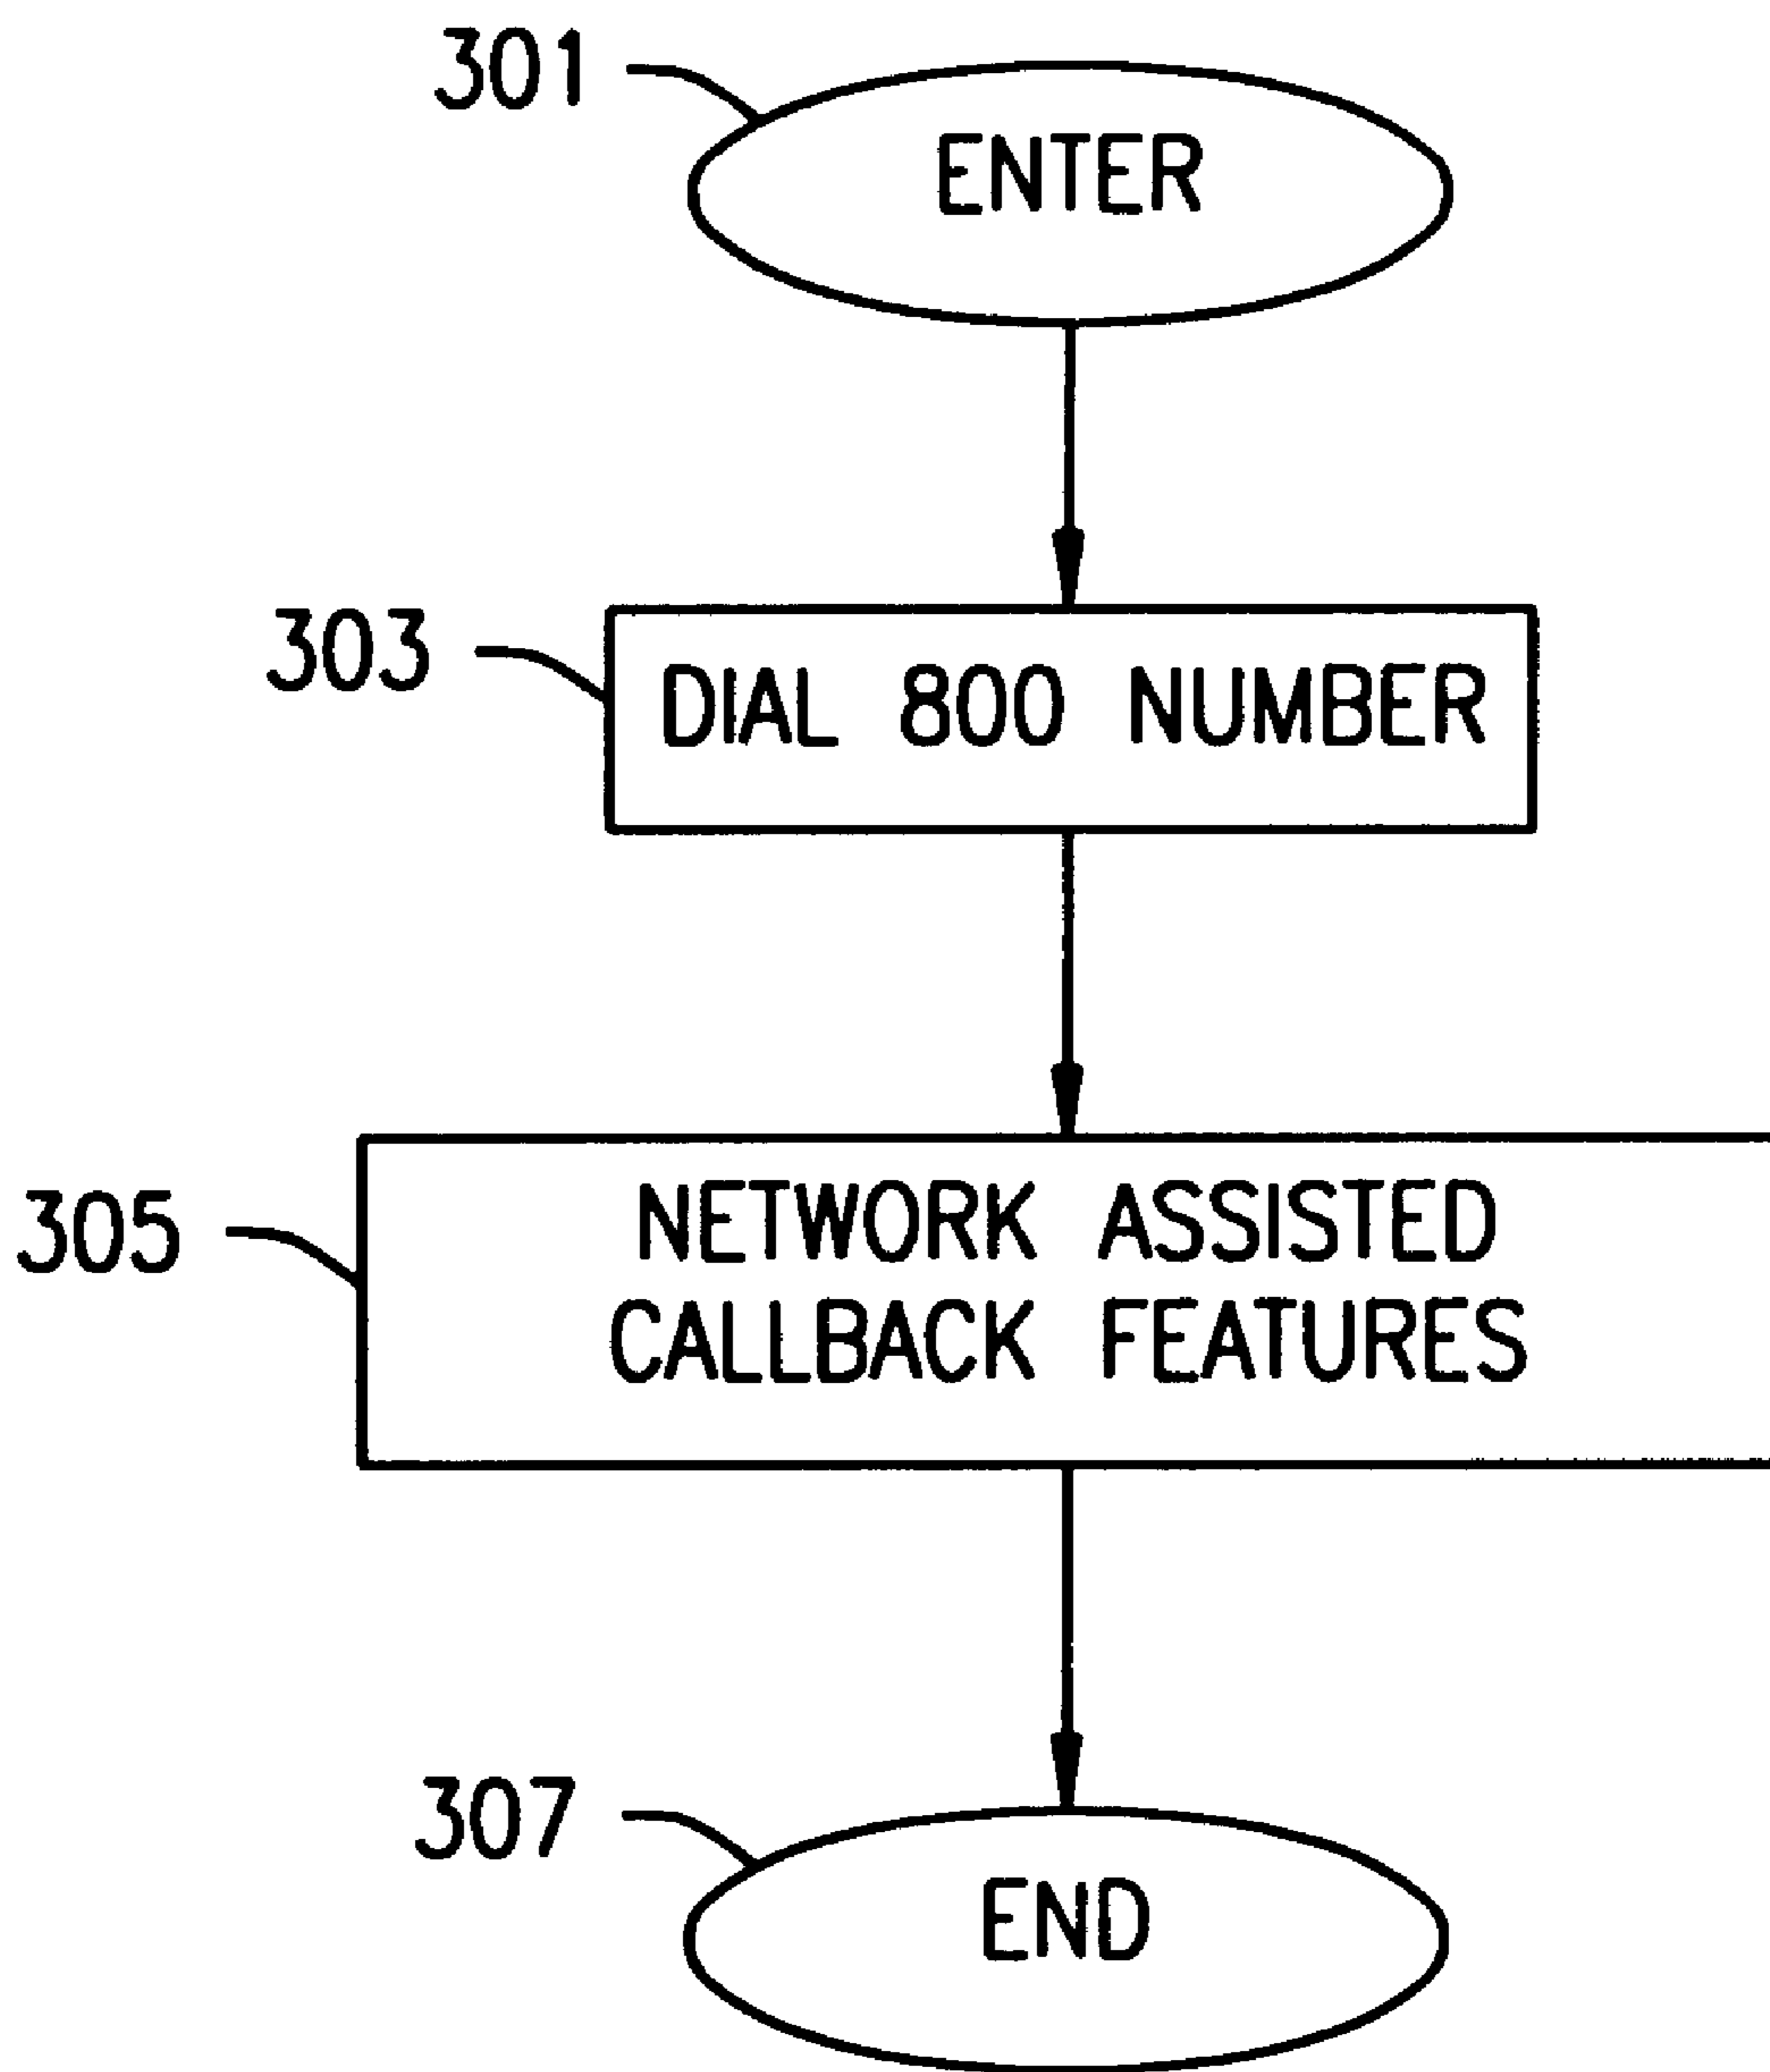 301
ENTER
303
DIAL 800 NUMBER
305
NETWORK ASSISTED
CALLBACK FEATURES
307
END